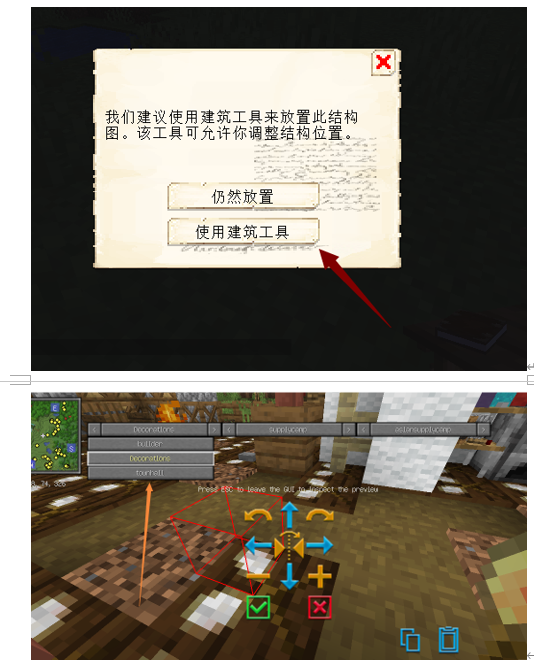 我们建议使用建筑工具来放置此结构
图。该工具可允许你调整结构位置。
仍然放置
使用建筑工具
< Decorations > < supplycamp > < asiansupplycamp >
builder
Decorations
townhall
Press ESC to leave the GUI to inspect the preview